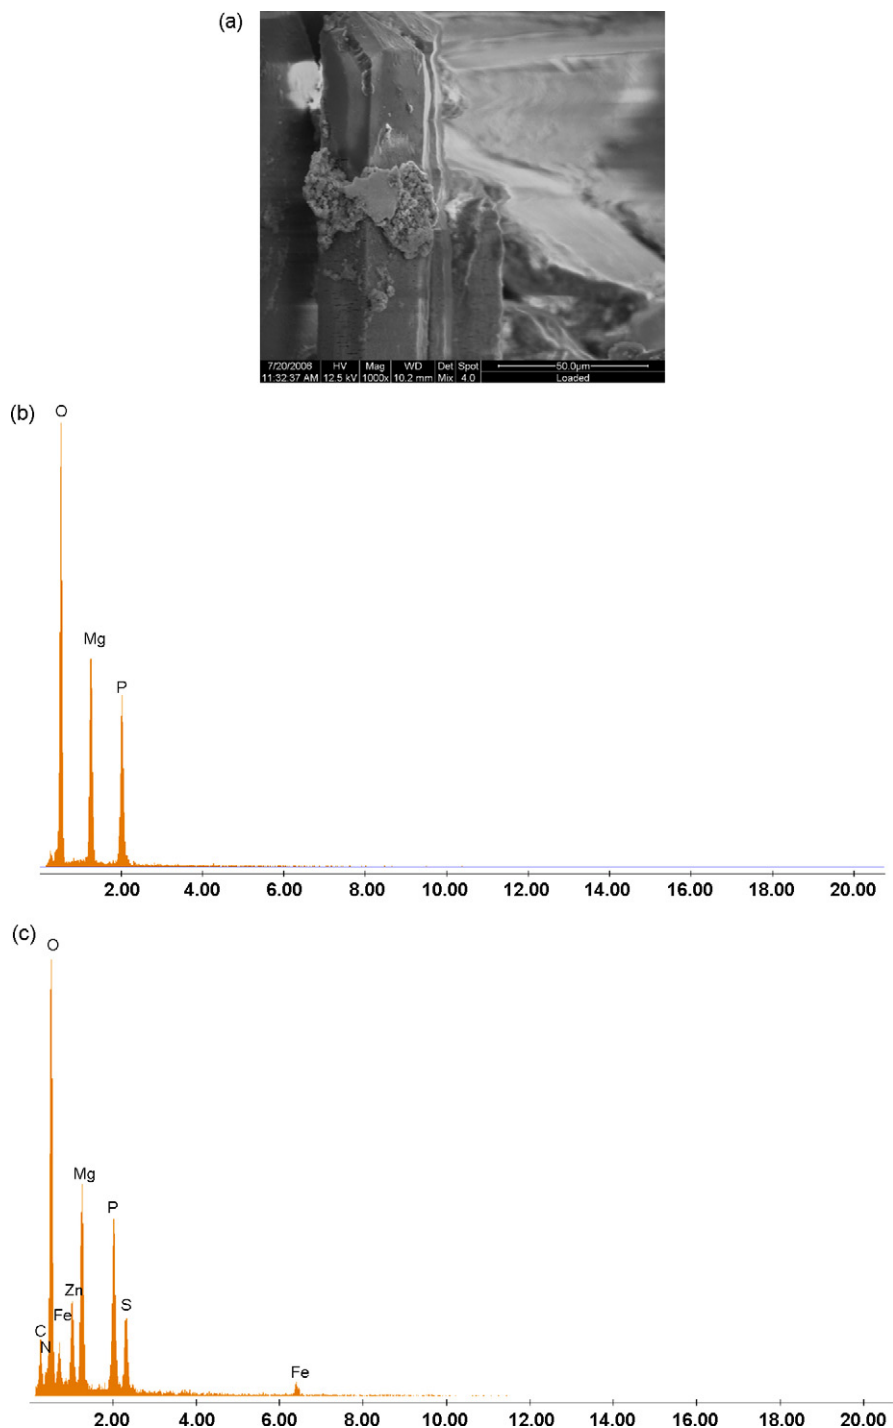 (a)
7/20/2008 HV Mag WD Det Spot 50.0µm
11:32:37 AM 12.5 kV 1000x 10.2 mm Mix 4.0 Loaded
(b)
O
Mg
P
2.00 4.00 6.00 8.00 10.00 12.00 14.00 16.00 18.00 20.00
(c)
O
Mg
P
Zn
S
Fe
C
N
Fe
2.00 4.00 6.00 8.00 10.00 12.00 14.00 16.00 18.00 20.00